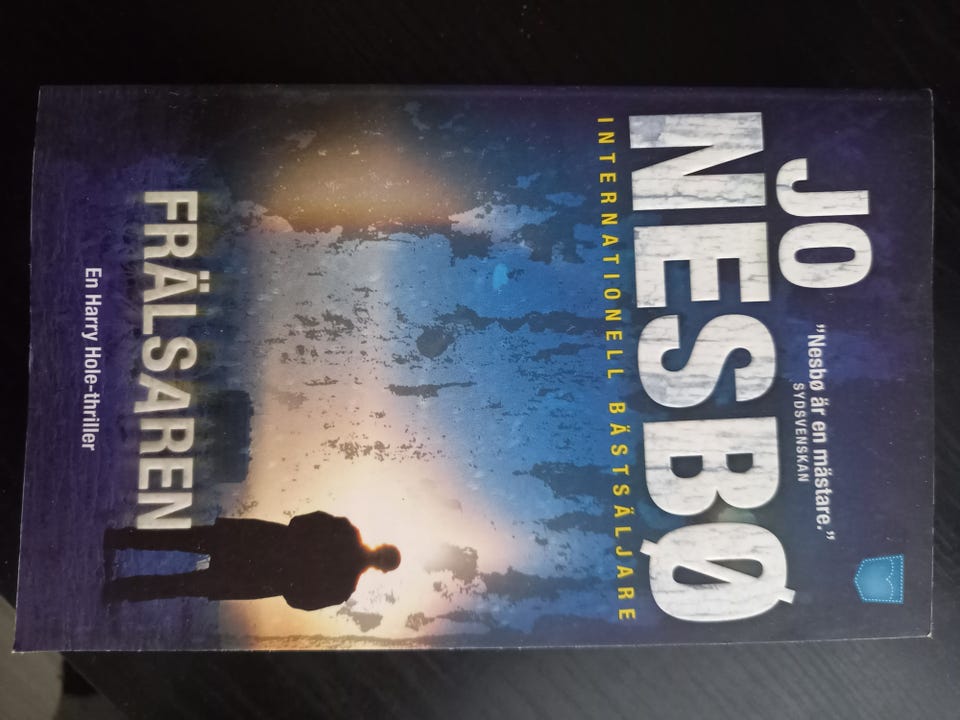 ”Nesbø är en mästare.”
SYDSVENSKAN
JO
NESBØ
INTERNATIONELL BÄSTSÄLJARE
FRÄLSAREN
En Harry Hole-thriller